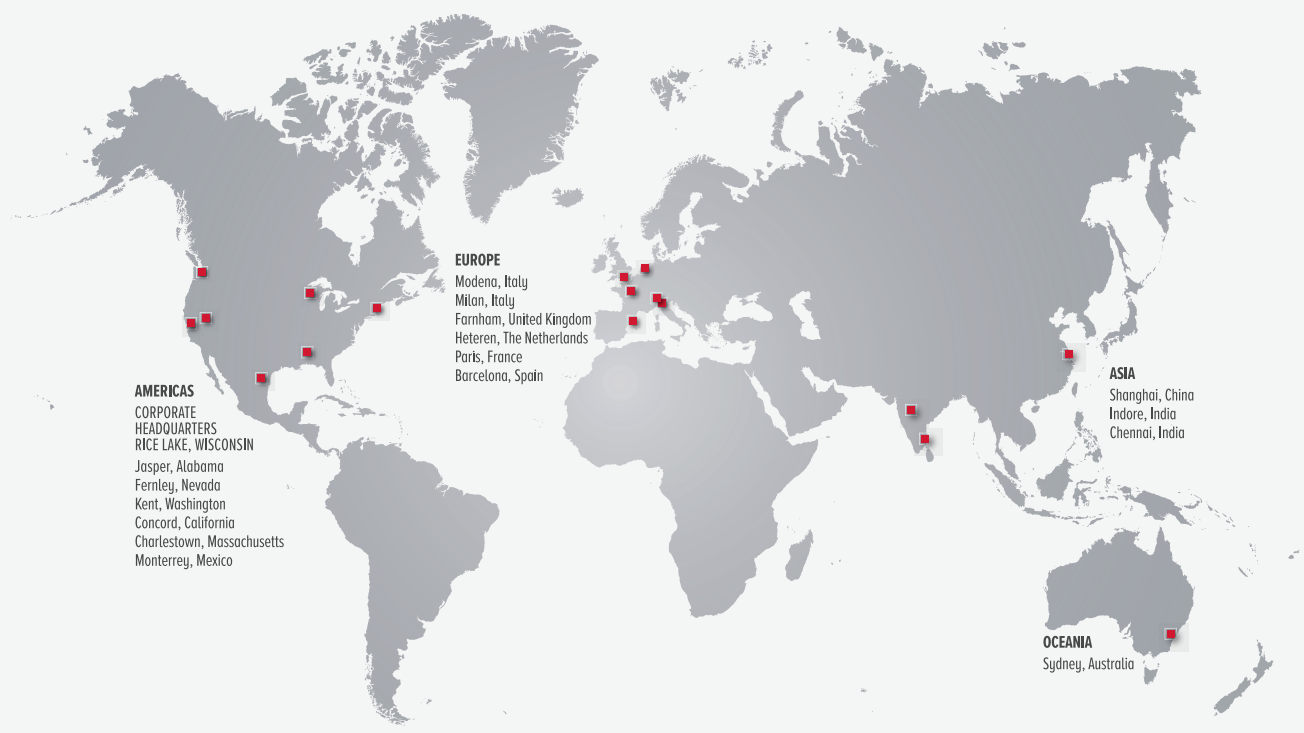 EUROPE
Modena, Italy
Milan, Italy
Farnham, United Kingdom
Heteren, The Netherlands
Paris, France
Barcelona, Spain
AMERICAS
CORPORATE
HEADQUARTERS
RICE LAKE, WISCONSIN
Jasper, Alabama
Fernley, Nevada
Kent, Washington
Concord, California
Charlestown, Massachusetts
Monterrey, Mexico
ASIA
Shanghai, China
Indore, India
Chennai, India
OCEANIA
Sydney, Australia